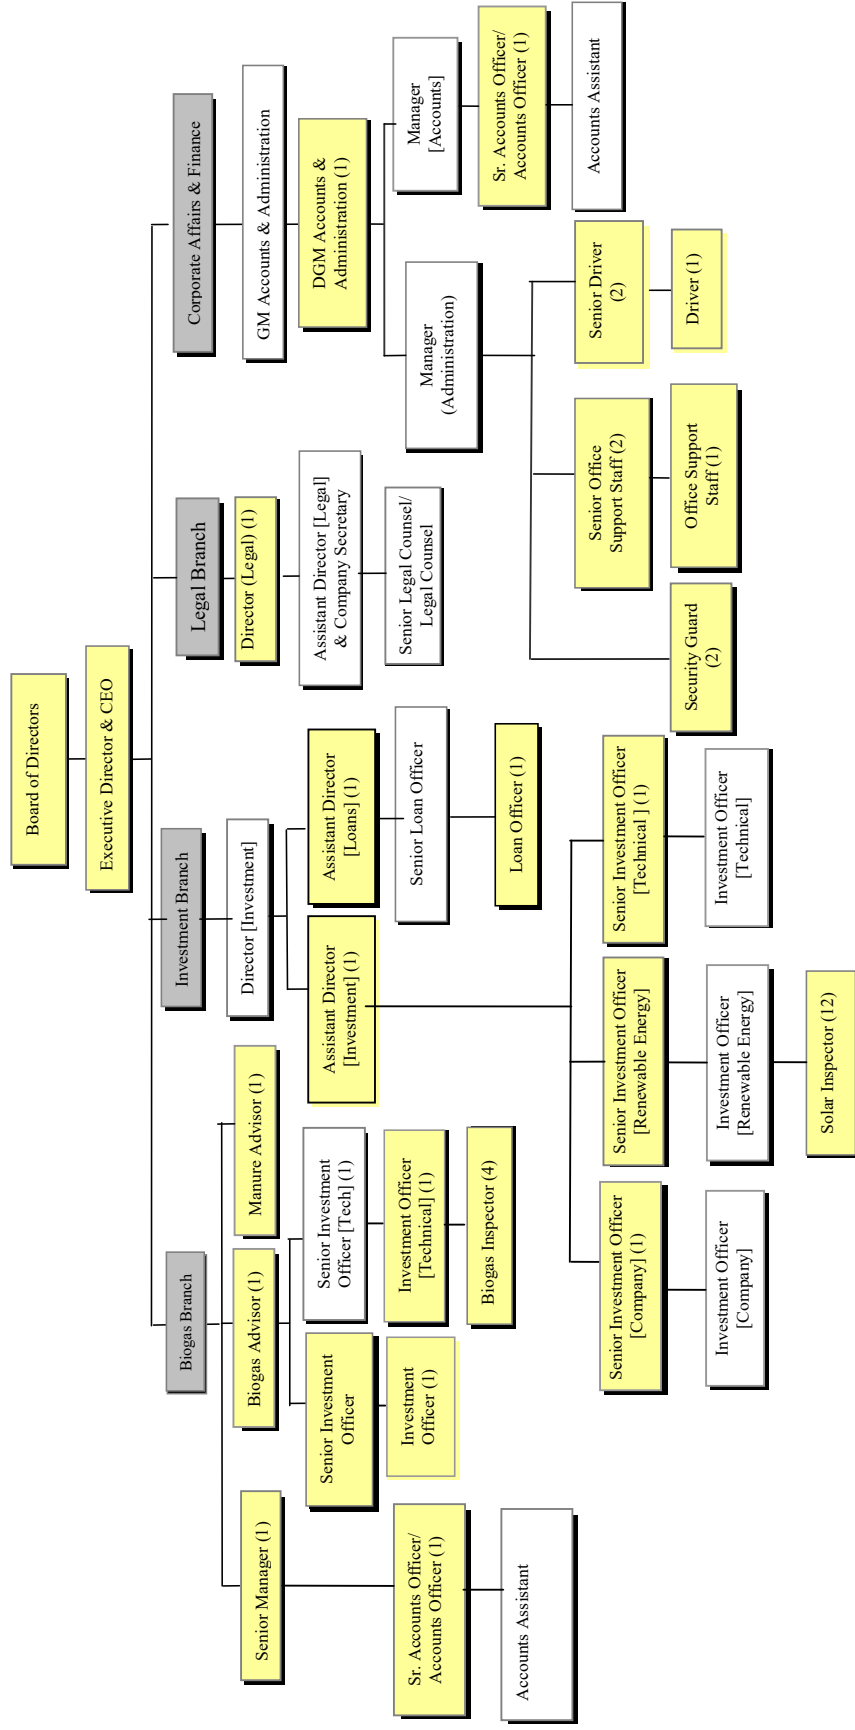 Board of Directors
Executive Director & CEO
Biogas Branch
Investment Branch
Legal Branch
Corporate Affairs & Finance
Senior Manager (1)
Biogas Advisor (1)
Manure Advisor (1)
Director [Investment]
Director (Legal) (1)
GM Accounts & Administration
Senior Investment
Officer
Senior Investment
Officer [Tech] (1)
Assistant Director
[Investment] (1)
Assistant Director
[Loans] (1)
Assistant Director [Legal]
& Company Secretary
DGM Accounts &
Administration (1)
Sr. Accounts Officer/
Accounts Officer (1)
Investment
Officer (1)
Investment Officer
[Technical] (1)
Senior Loan Officer
Senior Legal Counsel/
Legal Counsel
Manager
(Administration)
Manager
[Accounts]
Accounts Assistant
Biogas Inspector (4)
Loan Officer (1)
Sr. Accounts Officer/
Accounts Officer (1)
Senior Investment Officer
[Company] (1)
Senior Investment Officer
[Renewable Energy]
Senior Investment Officer
[Technical ] (1)
Senior Office
Support Staff (2)
Senior Driver
(2)
Accounts Assistant
Investment Officer
[Company]
Investment Officer
[Renewable Energy]
Investment Officer
[Technical]
Security Guard
(2)
Office Support
Staff (1)
Driver (1)
Solar Inspector (12)